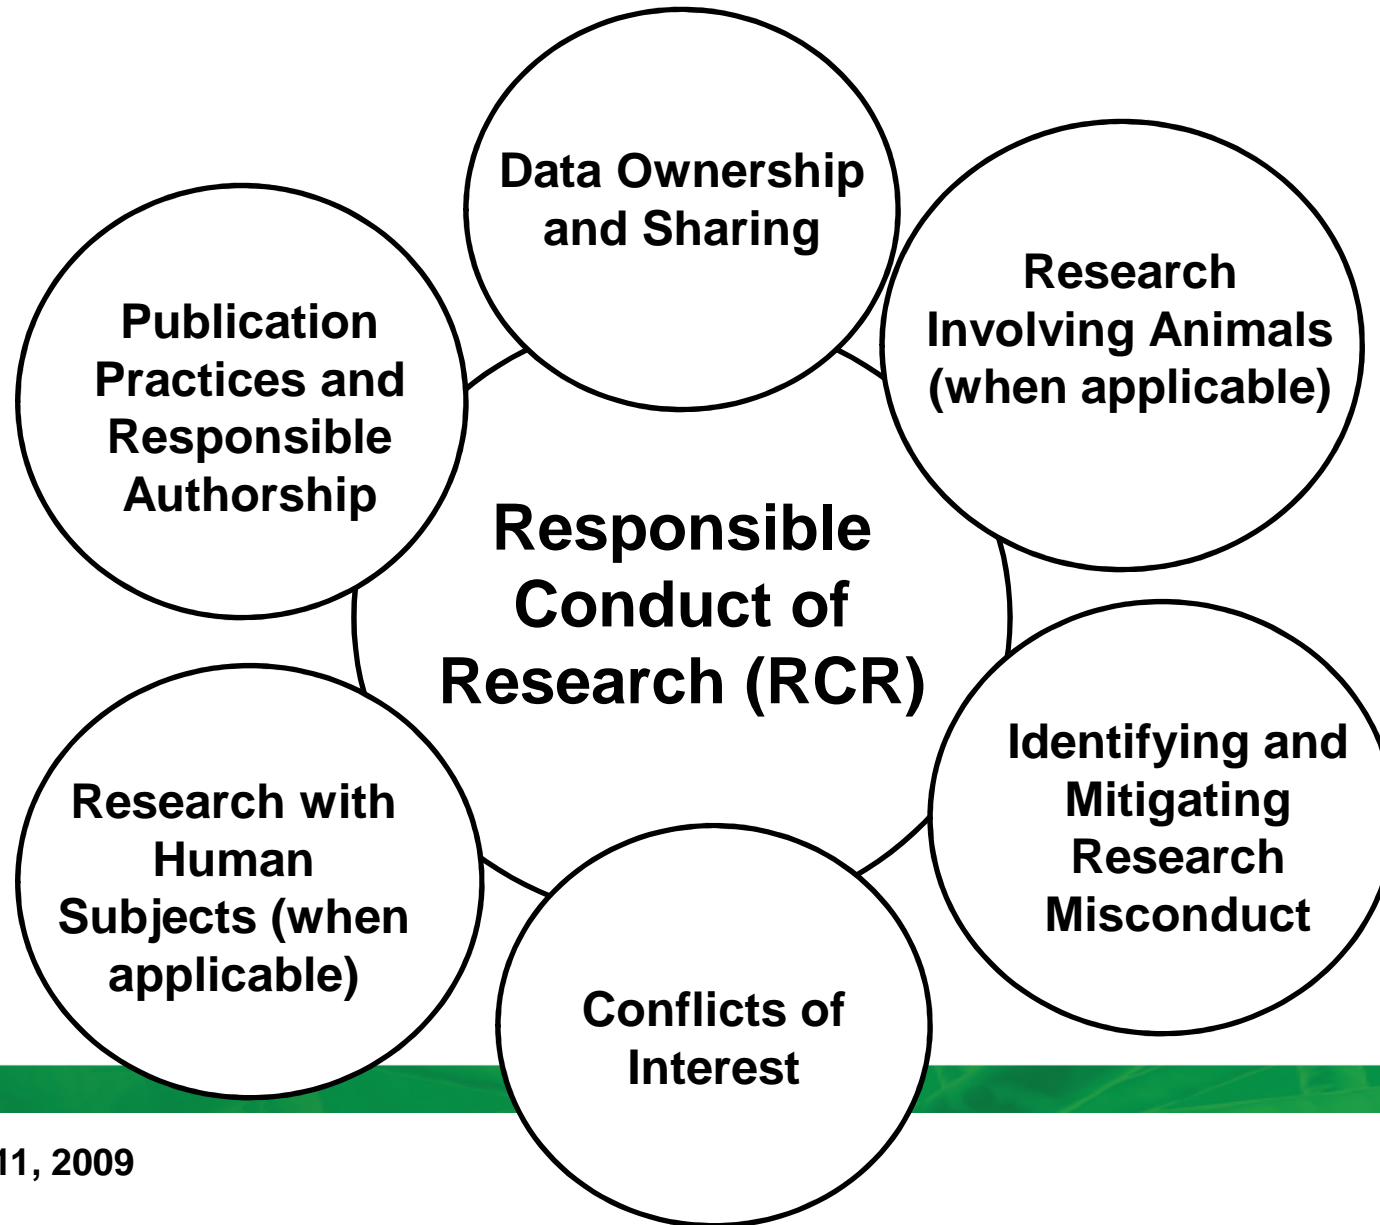 Data Ownership
and Sharing
Research
Involving Animals
(when applicable)
Publication
Practices and
Responsible
Authorship
Responsible
Conduct of
Research (RCR)
Identifying and
Mitigating
Research
Misconduct
Research with
Human
Subjects (when
applicable)
Conflicts of
Interest
11, 2009